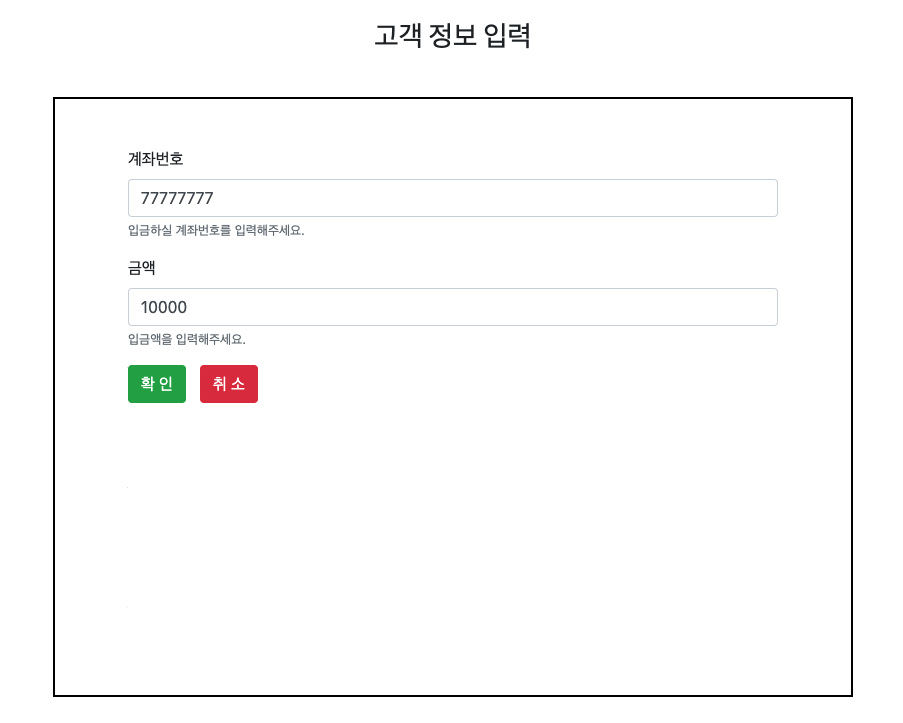 고객 정보 입력
계좌번호
77777777
입금하실 계좌번호를 입력해주세요.
금액
10000
입금액을 입력해주세요.
확 인 취 소